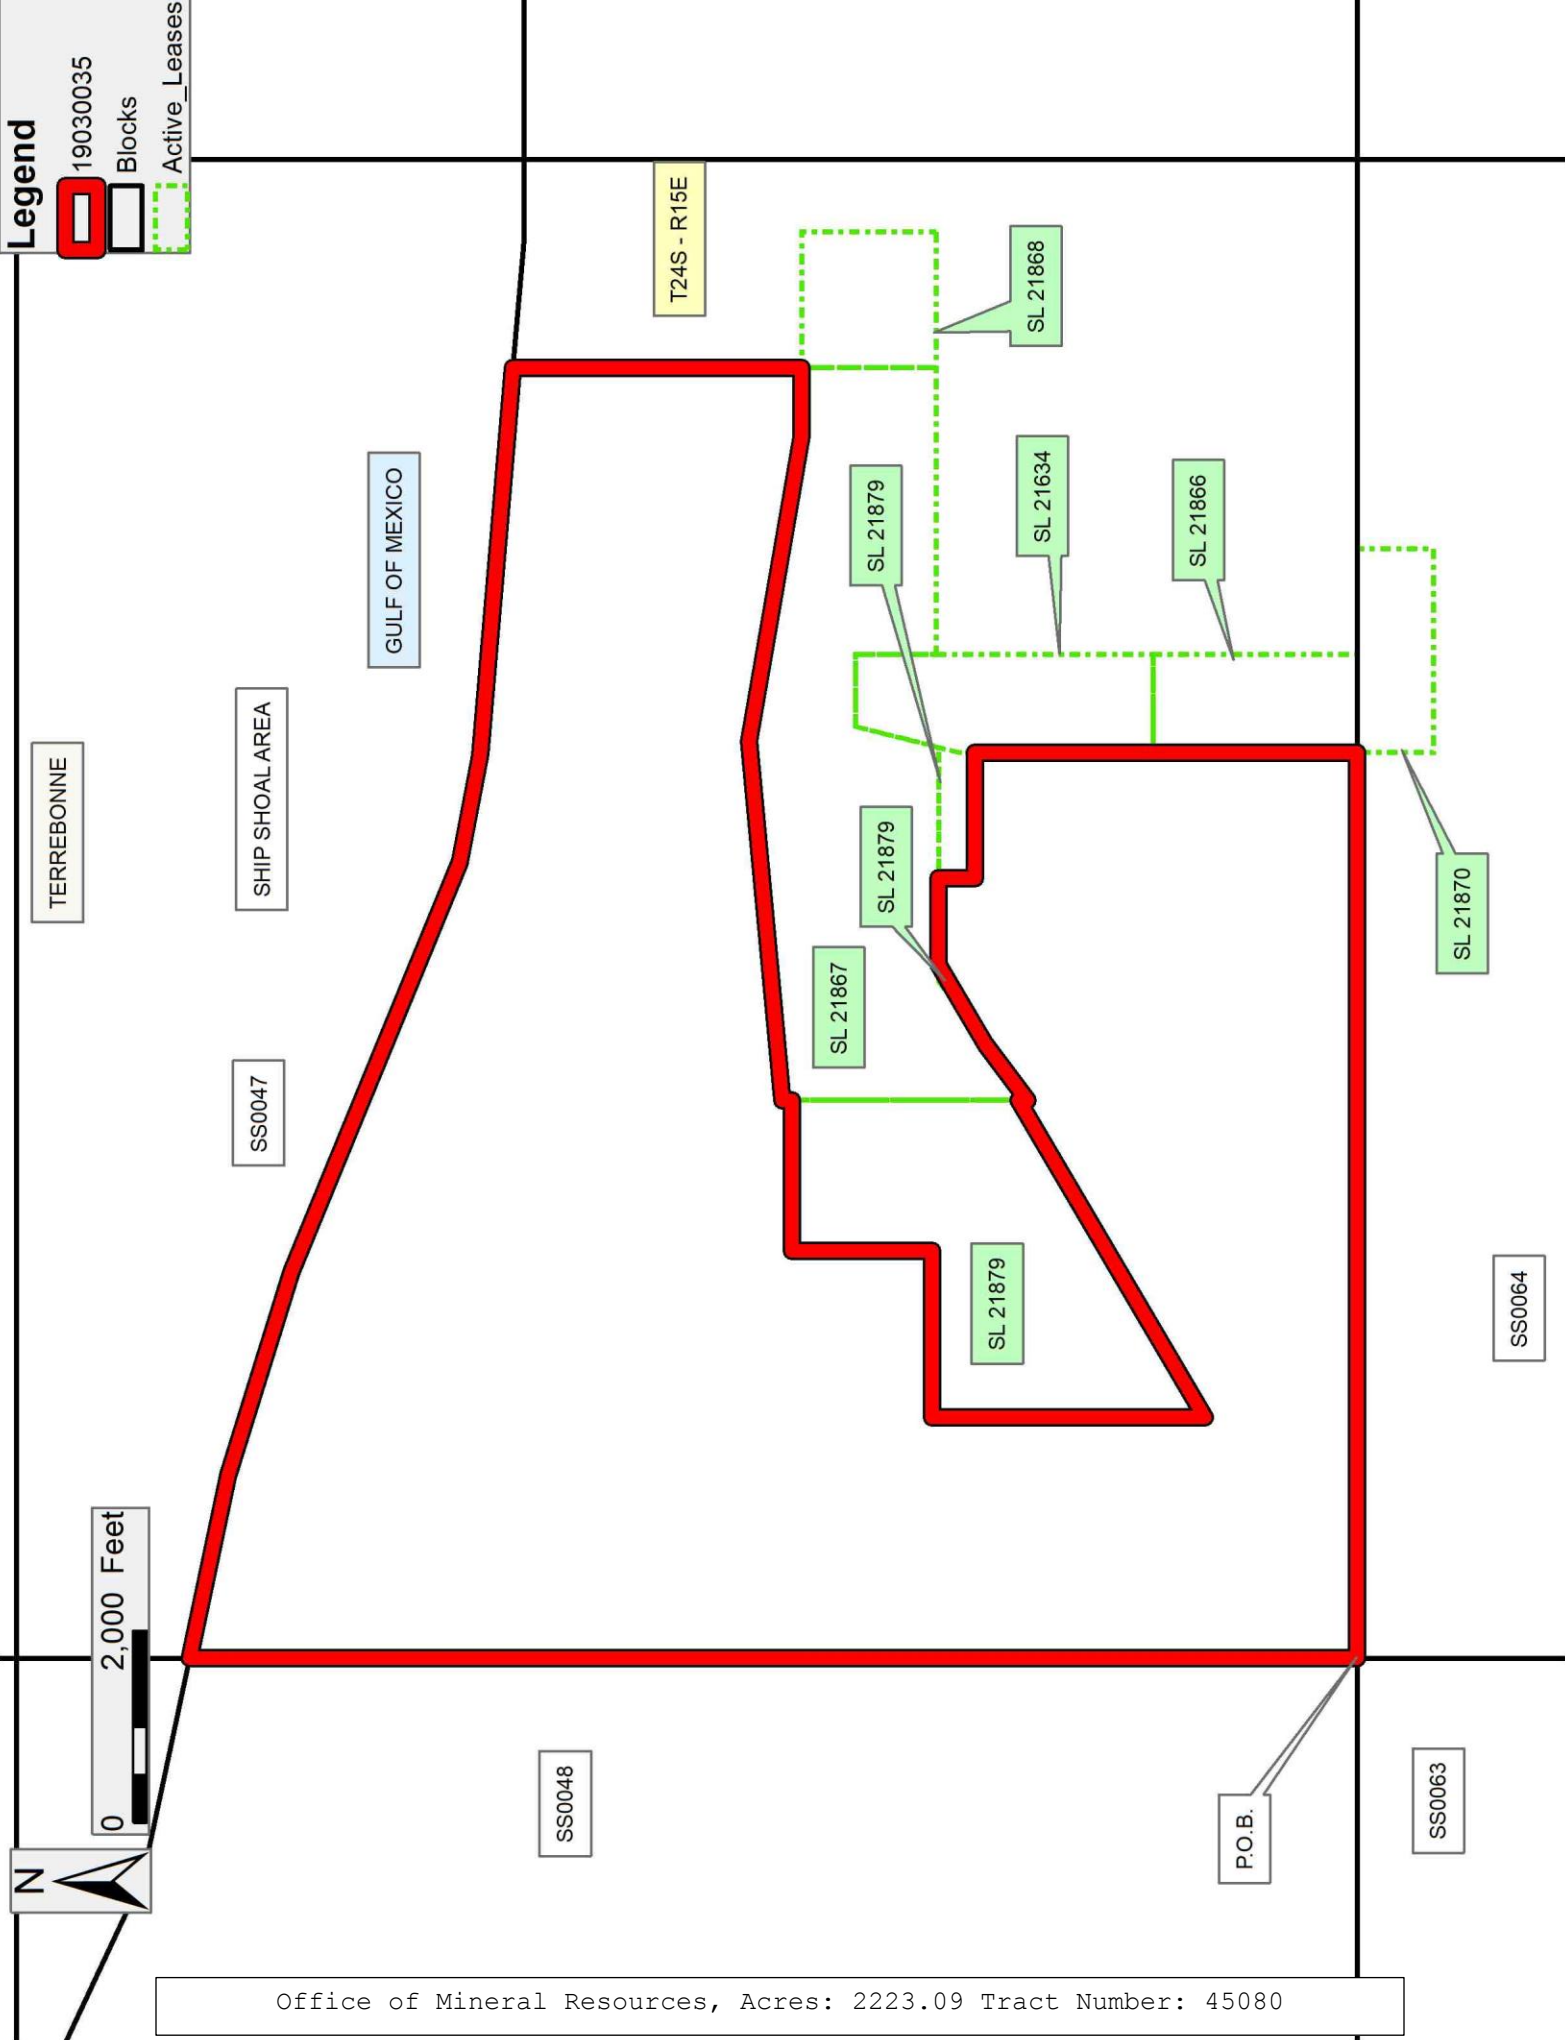 Legend
19030035
Blocks
Active_Leases
N
0 2,000 Feet
TERREBONNE
SHIP SHOAL AREA
SS0047
GULF OF MEXICO
T24S - R15E
SS0048
SL 21867
SL 21879
SL 21879
SL 21868
SL 21634
SL 21879
SL 21866
P.O.B.
SS0063
SL 21870
SS0064
Office of Mineral Resources, Acres: 2223.09 Tract Number: 45080